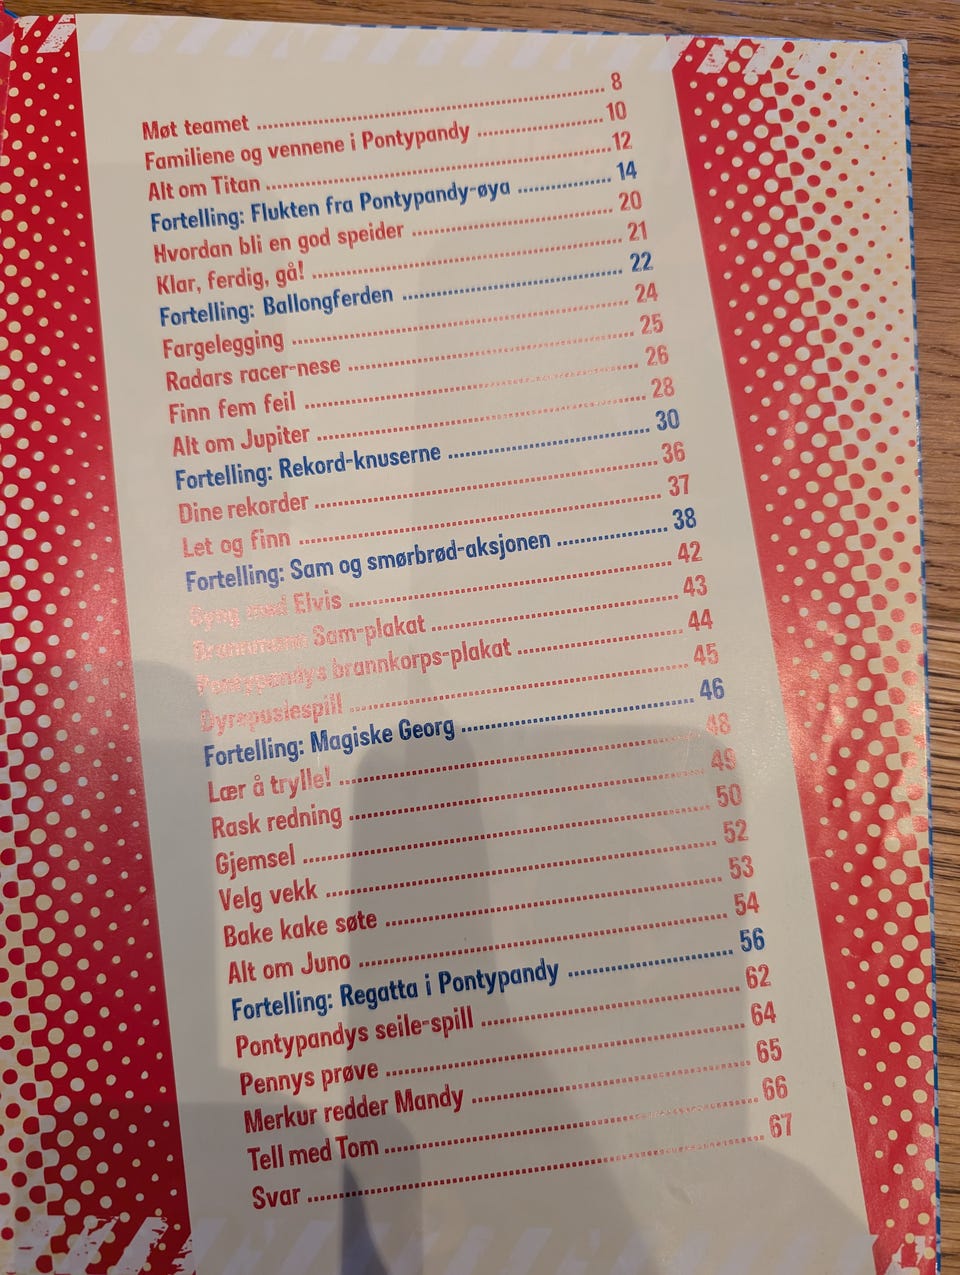 Møt teamet 8
Familiene og vennene i Pontypandy 10
Alt om Titan 12
Fortelling: Flukten fra Pontypandy-øya 14
Hvordan bli en god speider 20
Klar, ferdig, gå! 21
Fortelling: Ballongferden 22
Fargelegging 24
Radars racer-nese 25
Finn fem feil 26
Alt om Jupiter 28
Fortelling: Rekord-knuserne 30
Dine rekorder 36
Let og finn 37
Fortelling: Sam og smørbrød-aksjonen 38
Syng med Elvis 42
Brannmann Sam-plakat 43
Pontypandys brannkorps-plakat 44
Dyrepuslespill 45
Fortelling: Magiske Georg 46
Lær å trylle! 48
Rask redning 49
Gjemsel 50
Velg vekk 52
Bake kake søte 53
Alt om Juno 54
Fortelling: Regatta i Pontypandy 56
Pontypandys seile-spill 62
Pennys prøve 64
Merkur redder Mandy 65
Tell med Tom 66
Svar 67